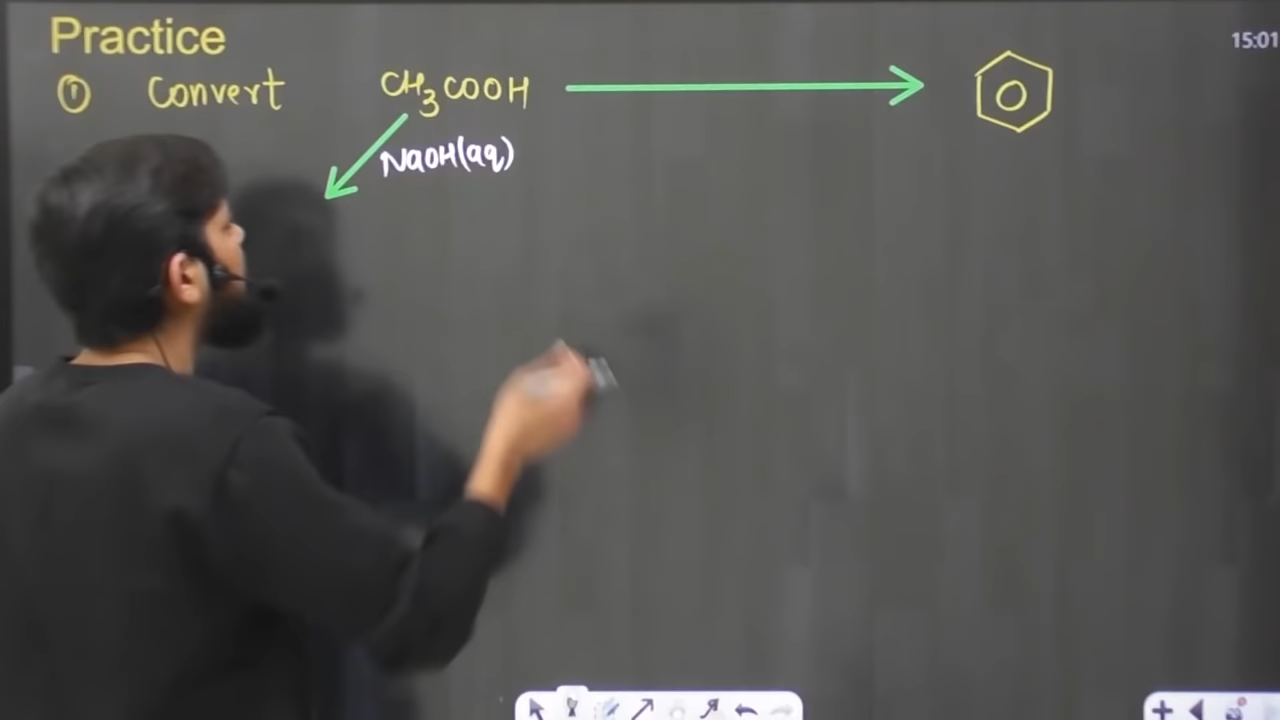 Practice
15:01
① Convert CH₃COOH
NaOH(aq)